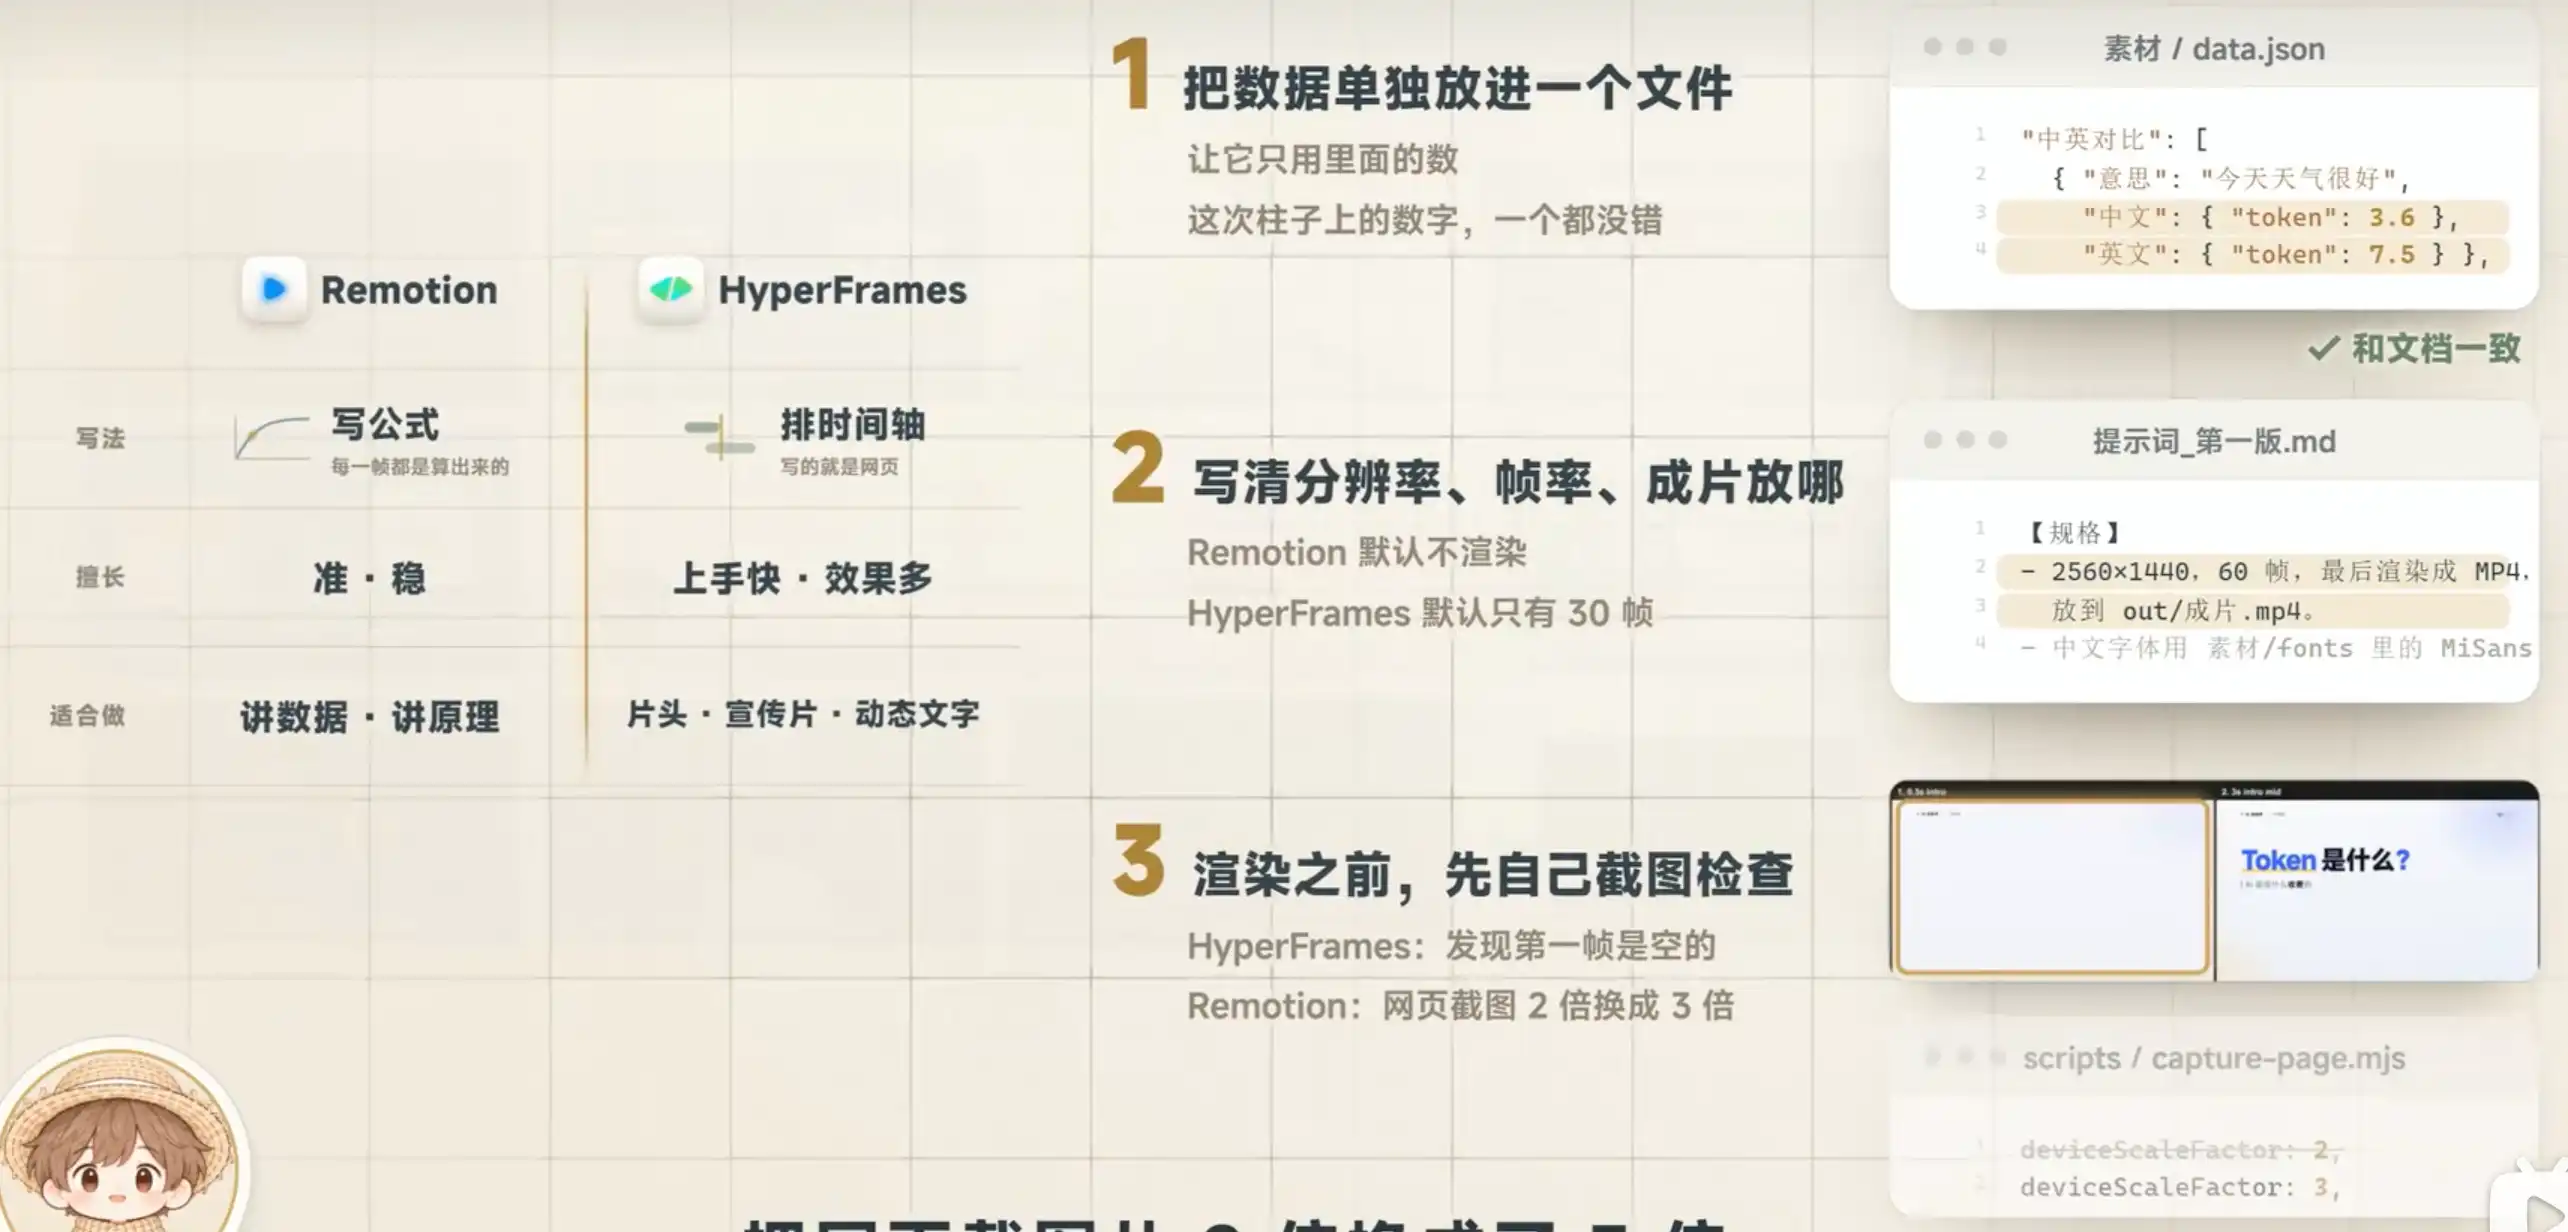 Remotion
HyperFrames
写法
写公式
每一帧都是算出来的
排时间轴
写的就是网页
擅长
准 · 稳
上手快 · 效果多
适合做
讲数据 · 讲原理
片头 · 宣传片 · 动态文字
1
把数据单独放进一个文件
让它只用里面的数
这次柱子上的数字，一个都没错
素材 / data.json
1 "中英对比": [
2 { "意思": "今天天气很好",
3 "中文": { "token": 3.6 },
4 "英文": { "token": 7.5 } },
✓ 和文档一致
2
写清分辨率、帧率、成片放哪
Remotion 默认不渲染
HyperFrames 默认只有 30 帧
提示词_第一版.md
1 【规格】
2 - 2560×1440，60 帧，最后渲染成 MP4，
3 放到 out/成片.mp4。
4 - 中文字体用 素材/fonts 里的 MiSans
3
渲染之前，先自己截图检查
HyperFrames：发现第一帧是空的
Remotion：网页截图 2 倍换成 3 倍
1. 0.3s intro
2. 3s intro mid
Token 是什么?
scripts / capture-page.mjs
1 deviceScaleFactor: 2,
2 deviceScaleFactor: 3,